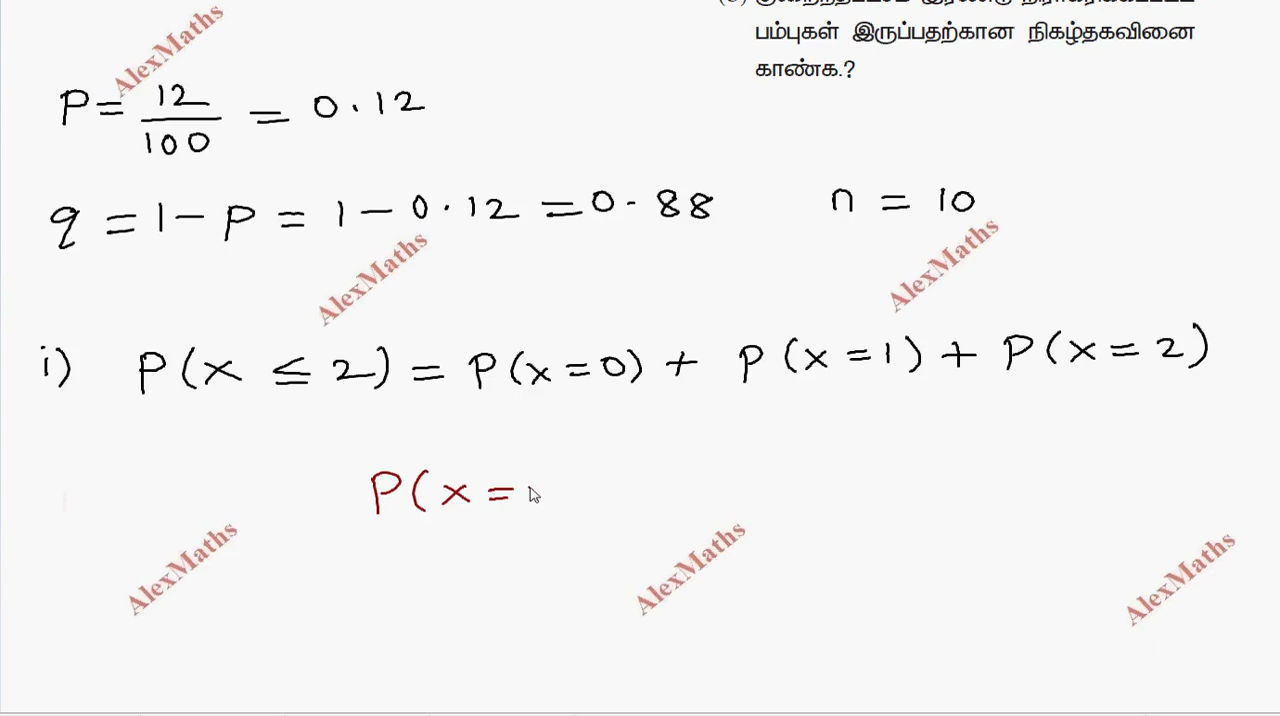 பம்புகள் இருப்பதற்கான நிகழ்தகவினை
காண்க.?
AlexMaths
P = 12/100 = 0.12
q = 1 - P = 1 - 0.12 = 0.88 n = 10
AlexMaths
AlexMaths
i) P(x ≤ 2) = P(x = 0) + P(x = 1) + P(x = 2)
P(x =
AlexMaths
AlexMaths
AlexMaths